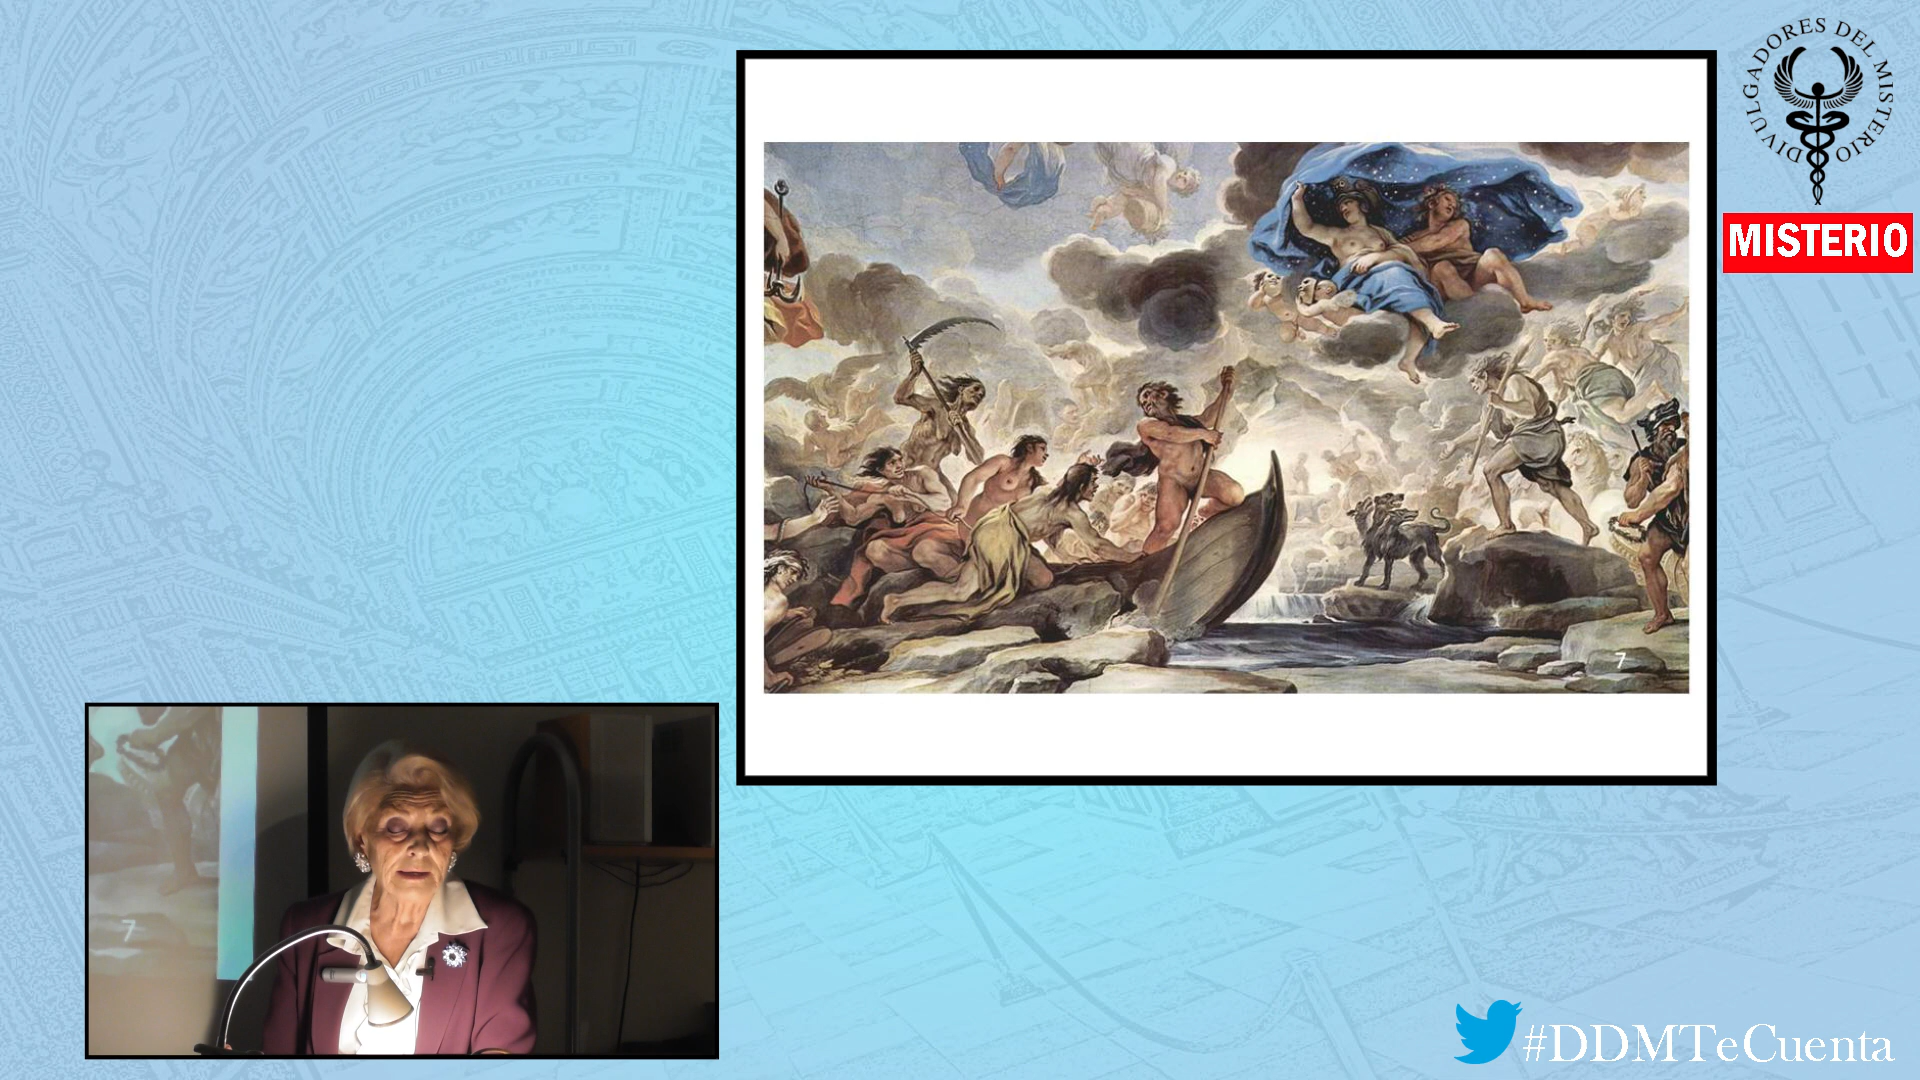 DIVULGADORES DEL MISTERIO
MISTERIO
7
7
#DDMTeCuenta